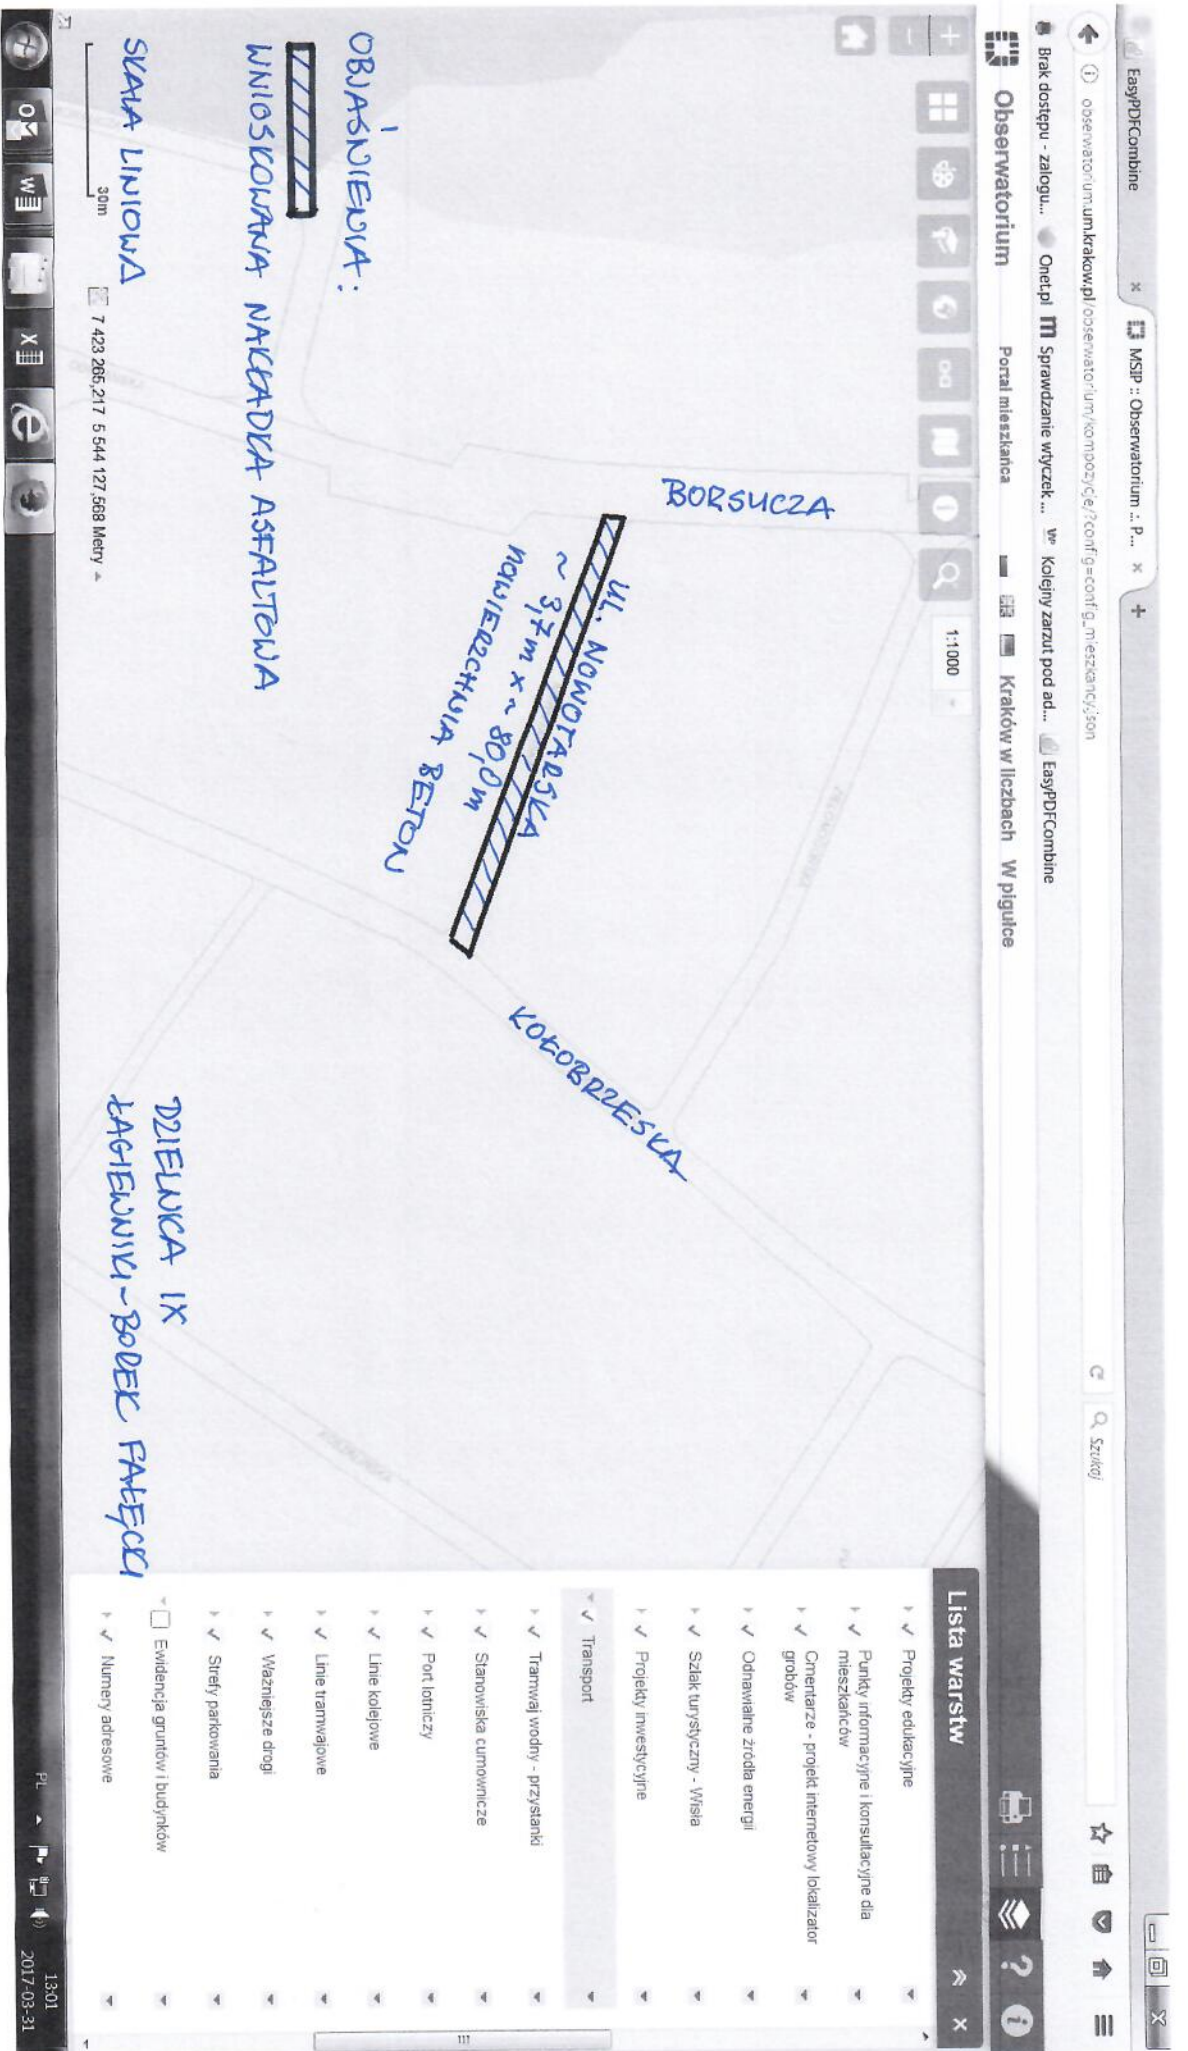 EasyPDFCombine
MSIP :: Obserwatorium .:. P...
obserwatorium.um.krakow.pl/obserwatorium/kompozycje/?config=config_mieszkancy.json
Szukaj
Brak dostępu - zalogu...
Onet.pl
Sprawdzanie wtyczek ...
Kolejny zarzut pod ad...
EasyPDFCombine
Obserwatorium
Portal mieszkańca
Kraków w liczbach
W pigułce
1:1000
BORSUCZA
UL. NOWOTARSKA
~ 3,7m x ~ 80,0m
NAWIERZCHNIA BETON
KOŁOBRZESKA
OBJAŚNIENIA:
WNIOSKOWANA NAKŁADKA ASFALTOWA
SKALA LINIOWA
30m
7 423 265,217 5 544 127,568 Metry
DZIELNICA IX
ŁAGIEWNIKI-BOREK FAŁĘCKI
Lista warstw
Projekty edukacyjne
Punkty informacyjne i konsultacyjne dla
mieszkańców
Cmentarze - projekt internetowy lokalizator
grobów
Odnawialne źródła energii
Szlak turystyczny - Wisła
Projekty inwestycyjne
Transport
Tramwaj wodny - przystanki
Stanowiska cumownicze
Port lotniczy
Linie kolejowe
Linie tramwajowe
Ważniejsze drogi
Strefy parkowania
Ewidencja gruntów i budynków
Numery adresowe
PL
13:01
2017-03-31